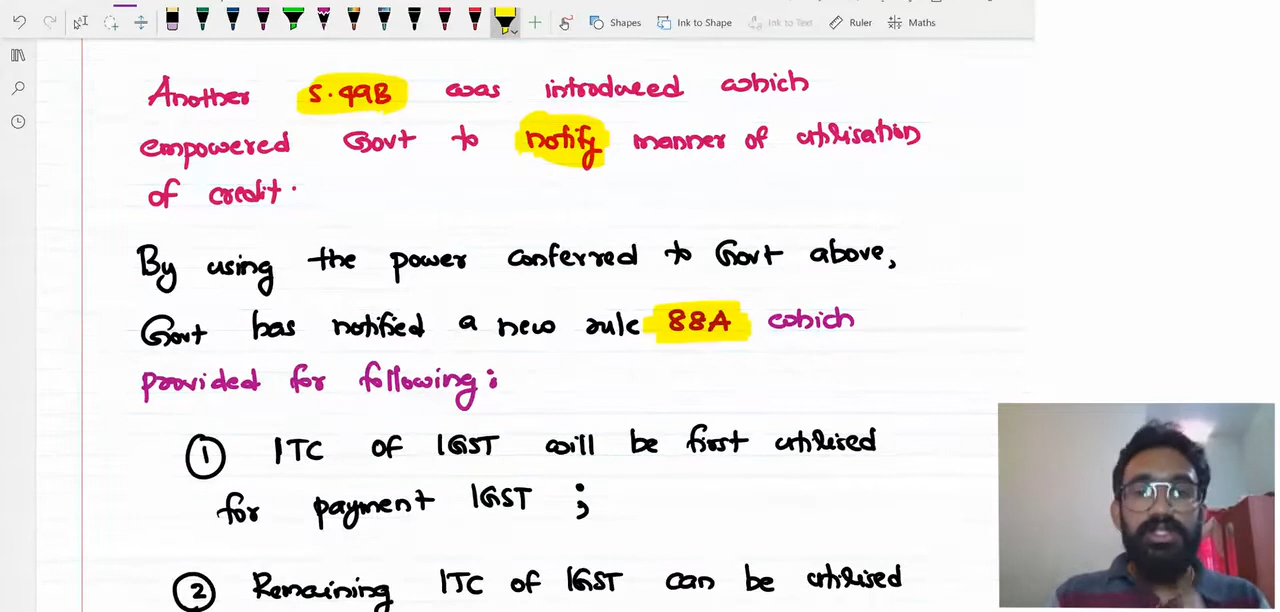 Shapes Ink to Shape Ink to Text Ruler Maths
Another S.49B was introduced which
empowered Govt to notify manner of utilisation
of credit.
By using the power conferred to Govt above,
Govt has notified a new rule 88A which
provided for following:
① ITC of IGST will be first utilised
for payment IGST ;
② Remaining ITC of IGST can be utilised